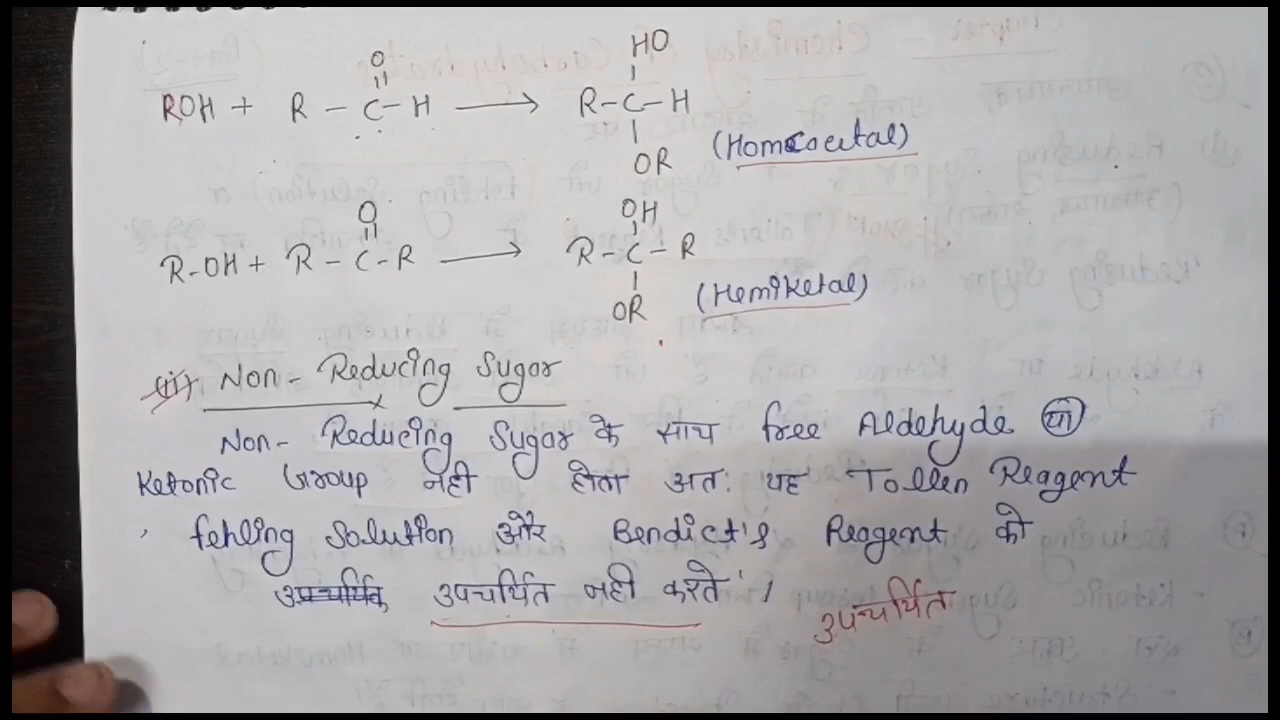 O
ROH + R – C – H ⟶ R – C – H
HO
OR
(Homoacetal)
O
R-OH + R – C – R ⟶ R – C – R
OH
OR
(Hemiketal)
(ii) Non- Reducing Sugar
Non- Reducing Sugar के साथ free Aldehyde या
Ketonic Group नही होता अत: यह Tollen Reagent
, fehling Solution और Bendict's Reagent को
उपचयित नही करते ।
उपचर्यिता